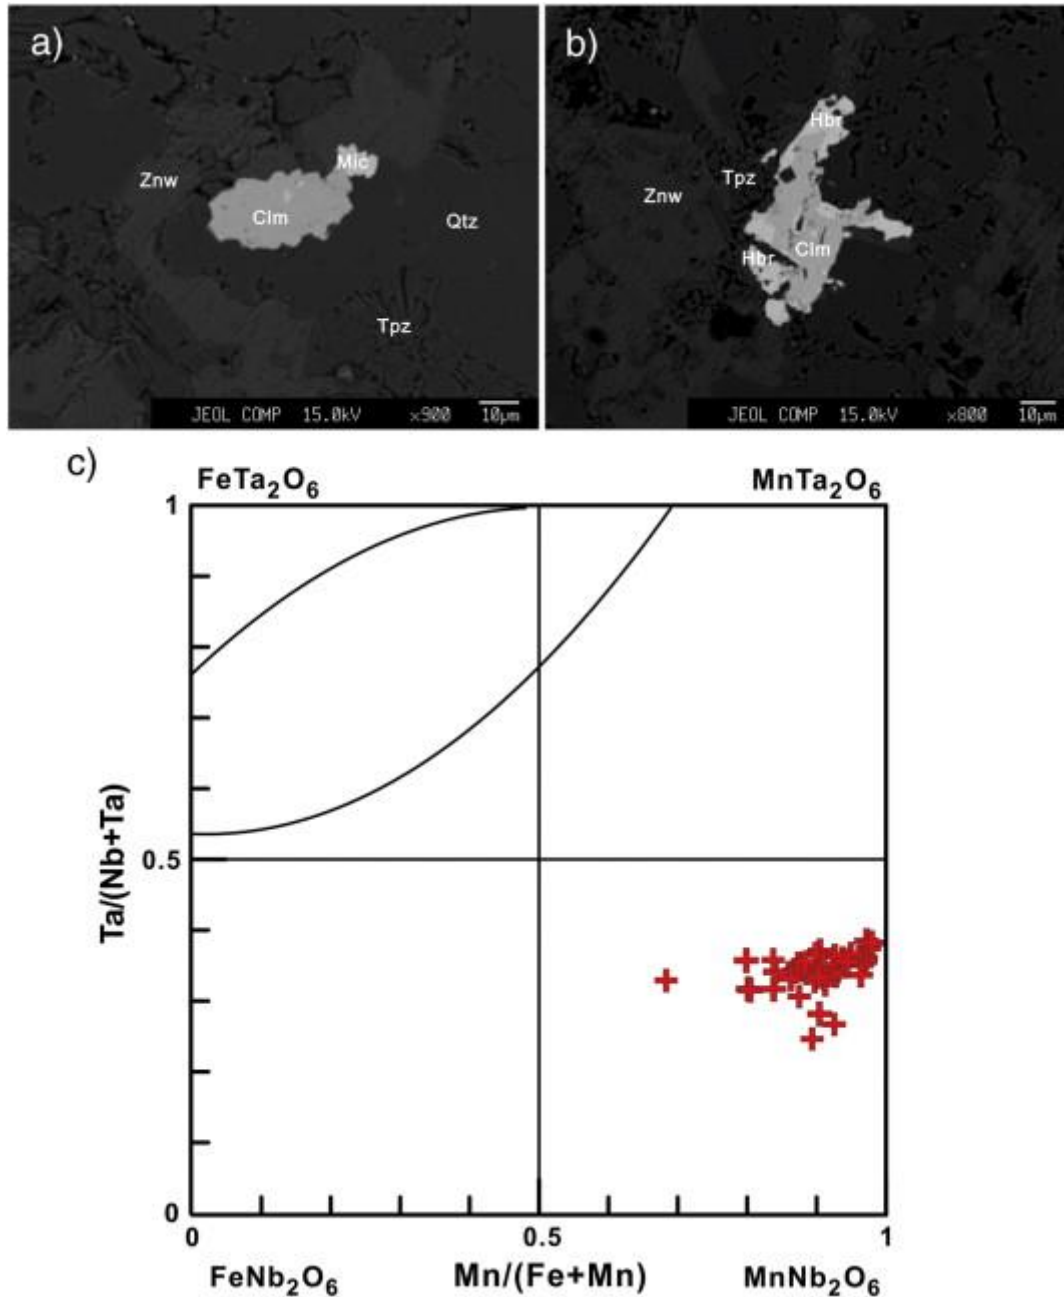 a)
Mic
Znw
Clm
Qtz
Tpz
JEOL COMP 15.0kV ×900 10µm
b)
Hbr
Tpz
Znw
Clm
Hbr
JEOL COMP 15.0kV ×800 10µm
c)
FeTa₂O₆ MnTa₂O₆
1
Ta/(Nb+Ta)
0.5
0
0 0.5 1
FeNb₂O₆ Mn/(Fe+Mn) MnNb₂O₆